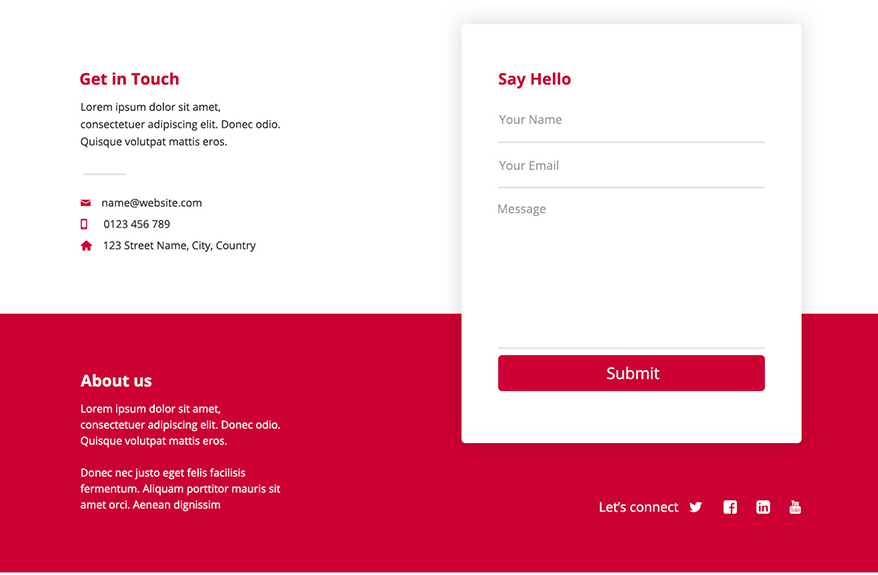 Get in Touch
Lorem ipsum dolor sit amet,
consectetuer adipiscing elit. Donec odio.
Quisque volutpat mattis eros.
name@website.com
0123 456 789
123 Street Name, City, Country
Say Hello
Your Name
Your Email
Message
Submit
About us
Lorem ipsum dolor sit amet,
consectetuer adipiscing elit. Donec odio.
Quisque volutpat mattis eros.
Donec nec justo eget felis facilisis
fermentum. Aliquam porttitor mauris sit
amet orci. Aenean dignissim
Let's connect